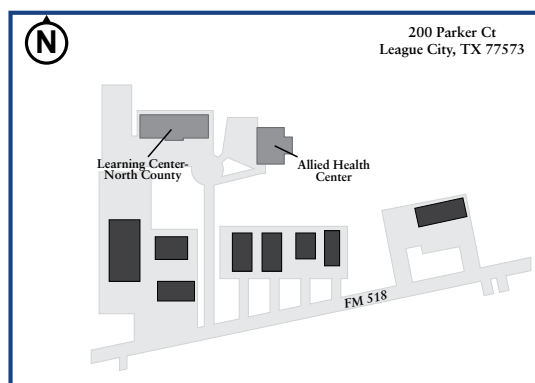 N
200 Parker Ct
League City, TX 77573
Learning Center-
North County
Allied Health
Center
FM 518